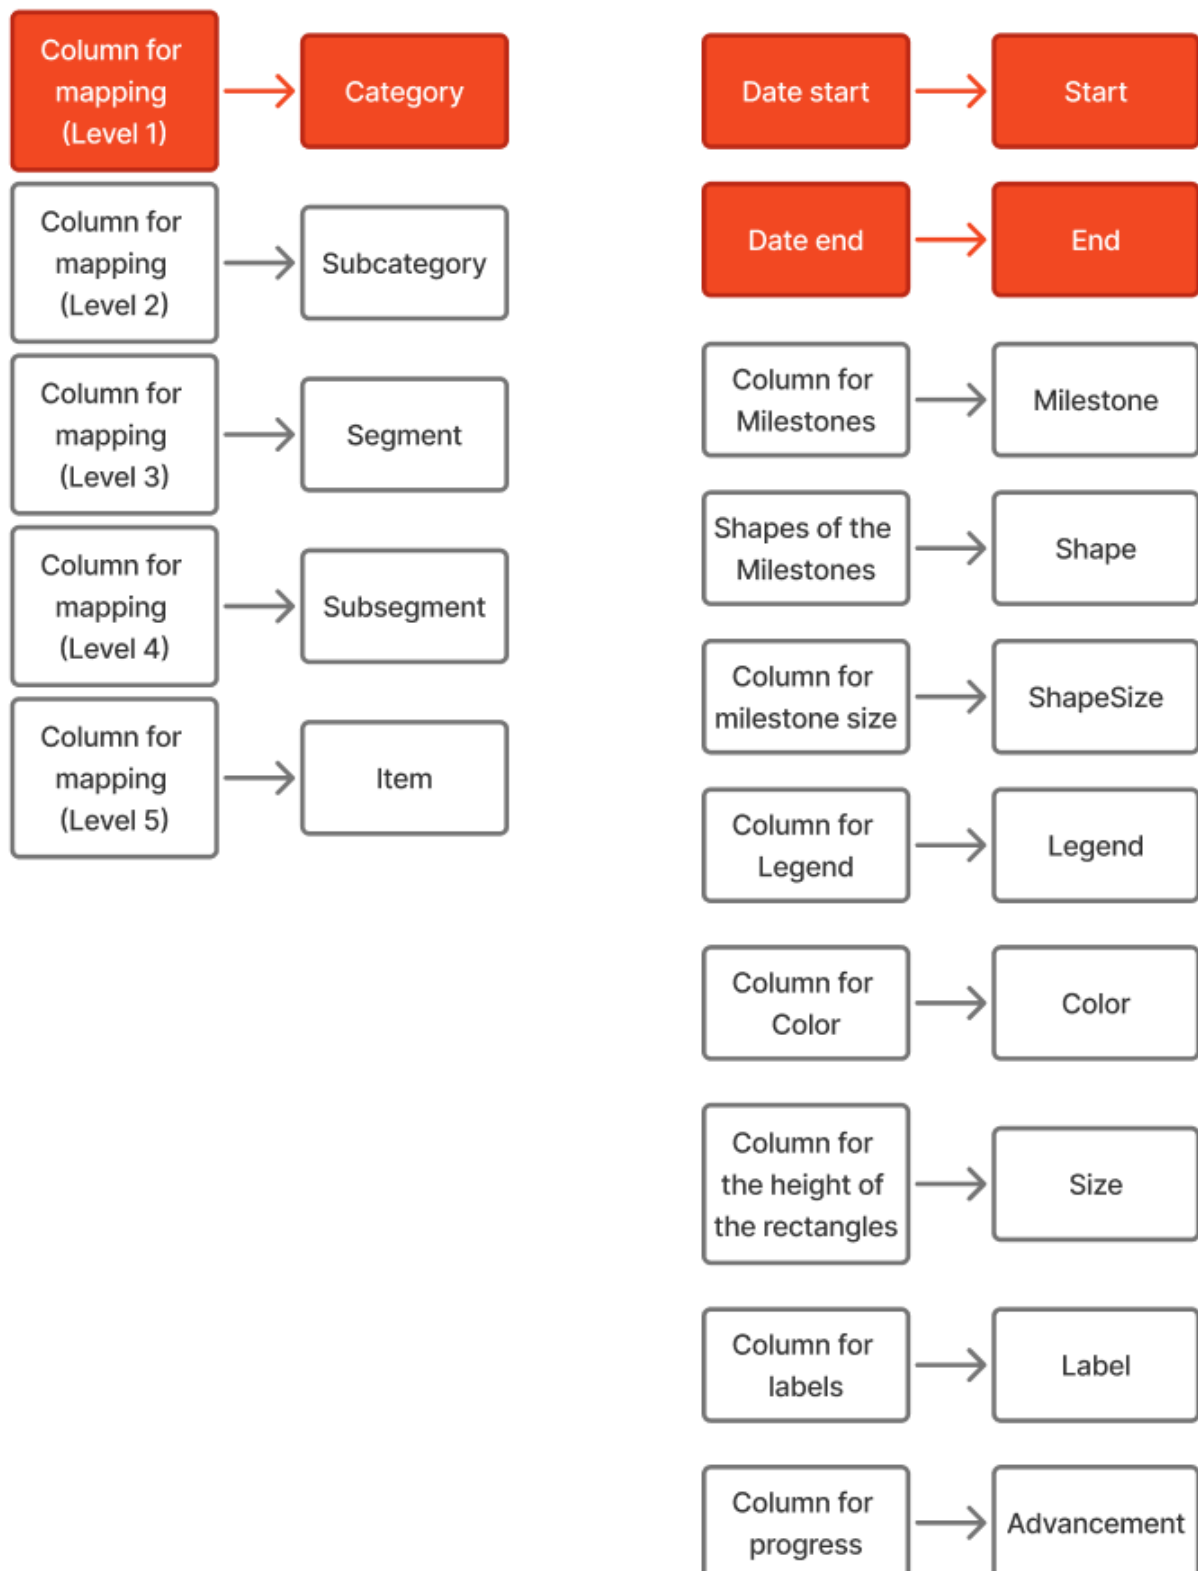 Column for
mapping
(Level 1)
Category
Column for
mapping
(Level 2)
Subcategory
Column for
mapping
(Level 3)
Segment
Column for
mapping
(Level 4)
Subsegment
Column for
mapping
(Level 5)
Item
Date start
Start
Date end
End
Column for
Milestones
Milestone
Shapes of the
Milestones
Shape
Column for
milestone size
ShapeSize
Column for
Legend
Legend
Column for
Color
Color
Column for
the height of
the rectangles
Size
Column for
labels
Label
Column for
progress
Advancement